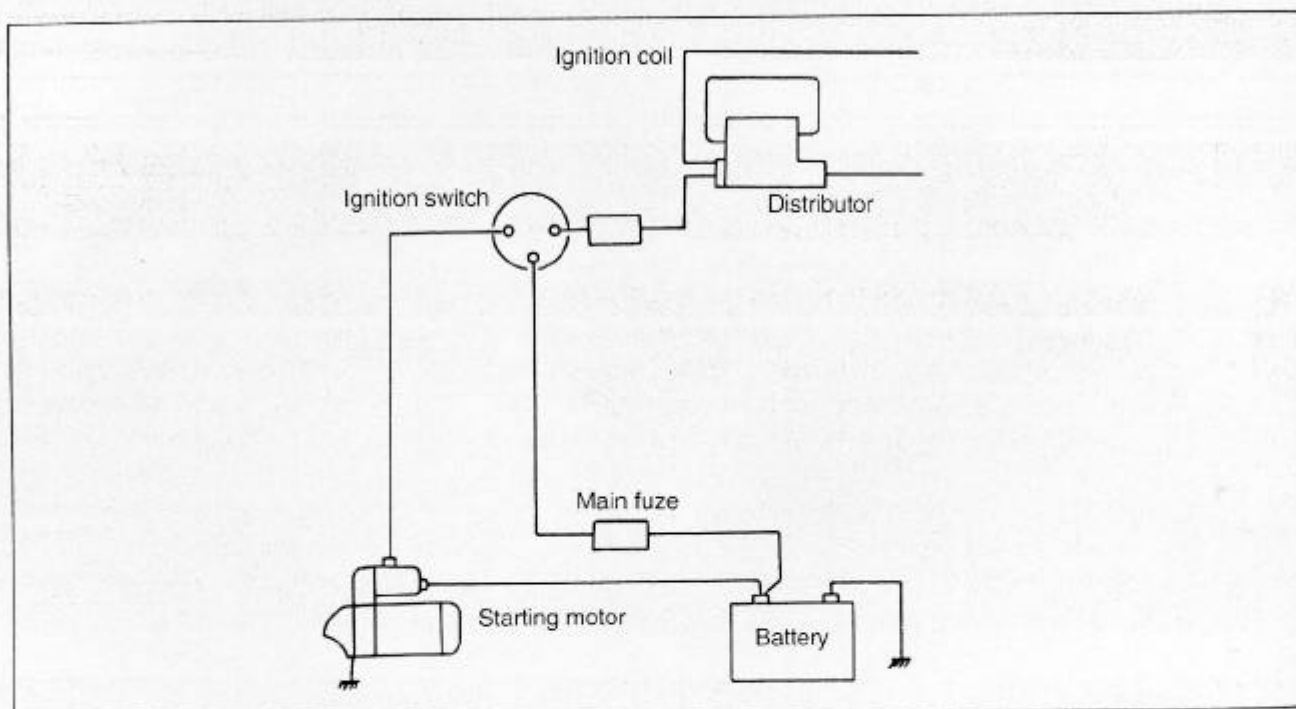 Ignition coil
Ignition switch
Distributor
Main fuze
Starting motor
Battery